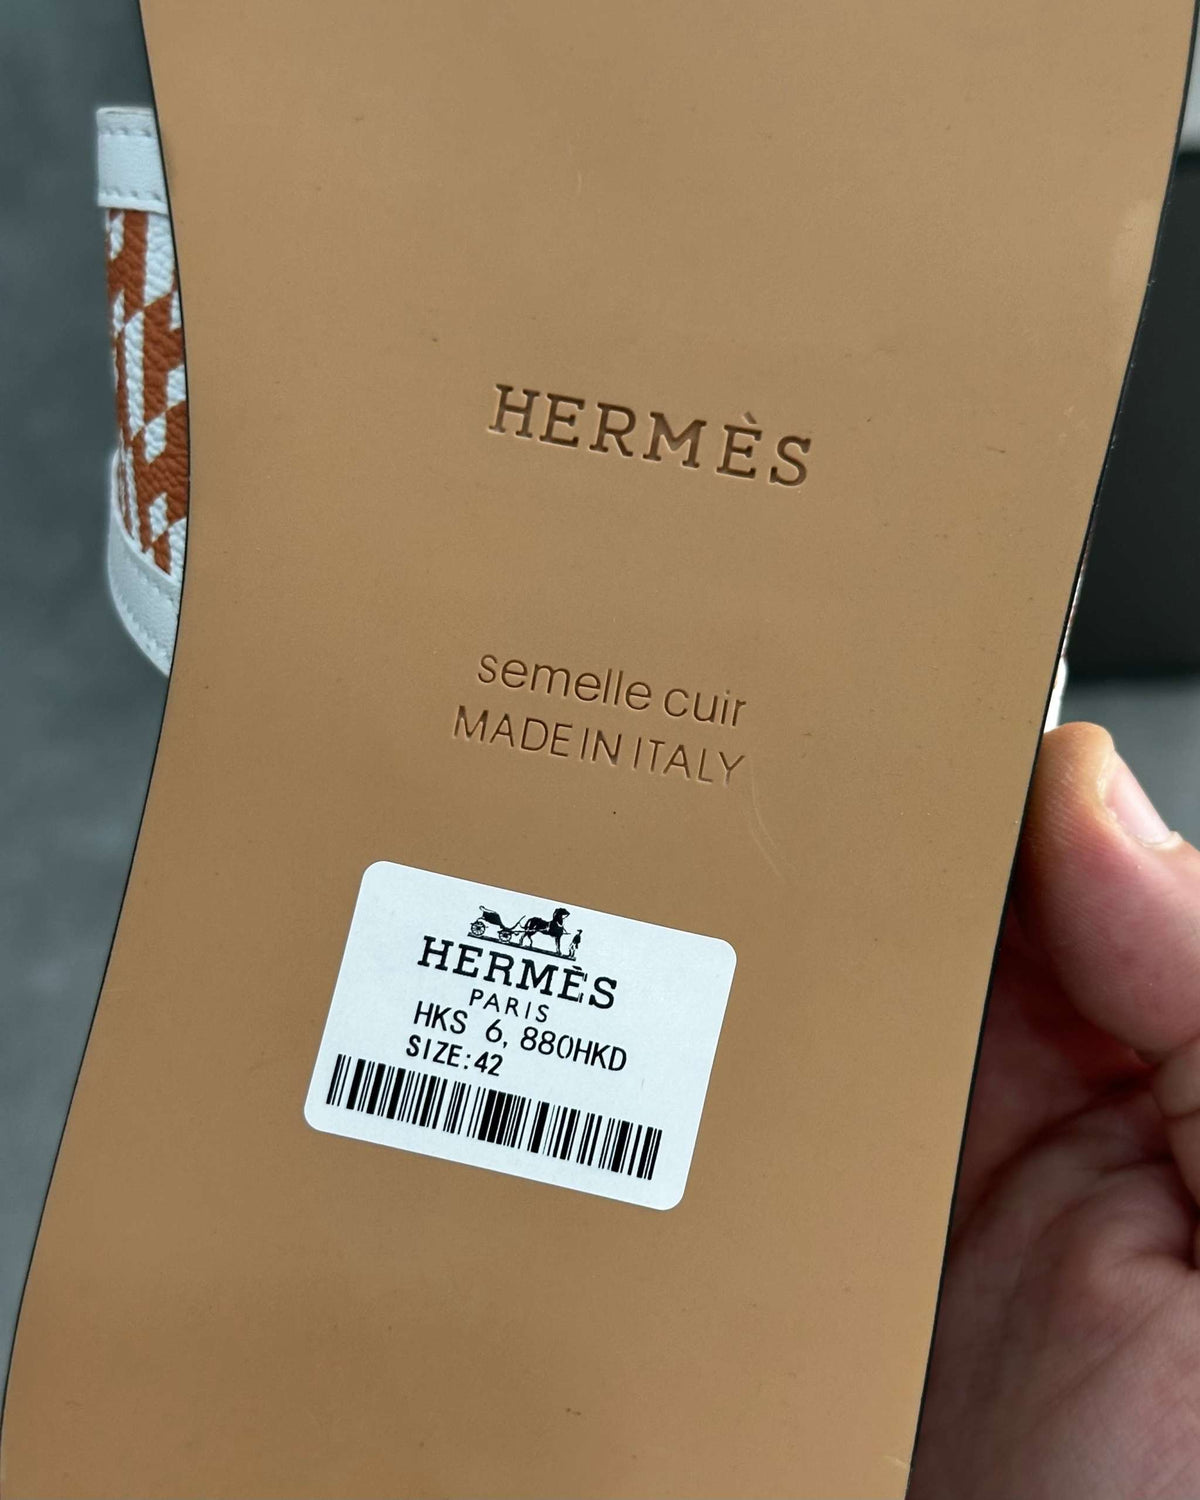 HERMÈS
semelle cuir
MADE IN ITALY
HERMÈS
PARIS
HKS 6,880HKD
SIZE:42